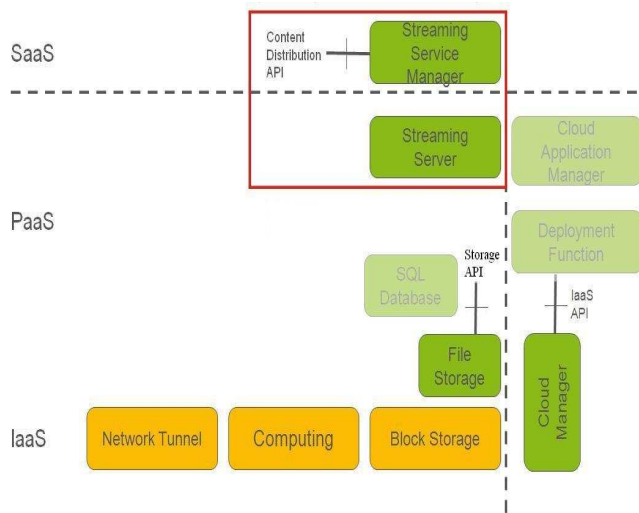 SaaS
Content
Distribution
API
Streaming
Service
Manager
Streaming
Server
Cloud
Application
Manager
PaaS
Deployment
Function
Storage
API
SQL
Database
IaaS
API
File
Storage
Cloud
Manager
IaaS
Network Tunnel
Computing
Block Storage